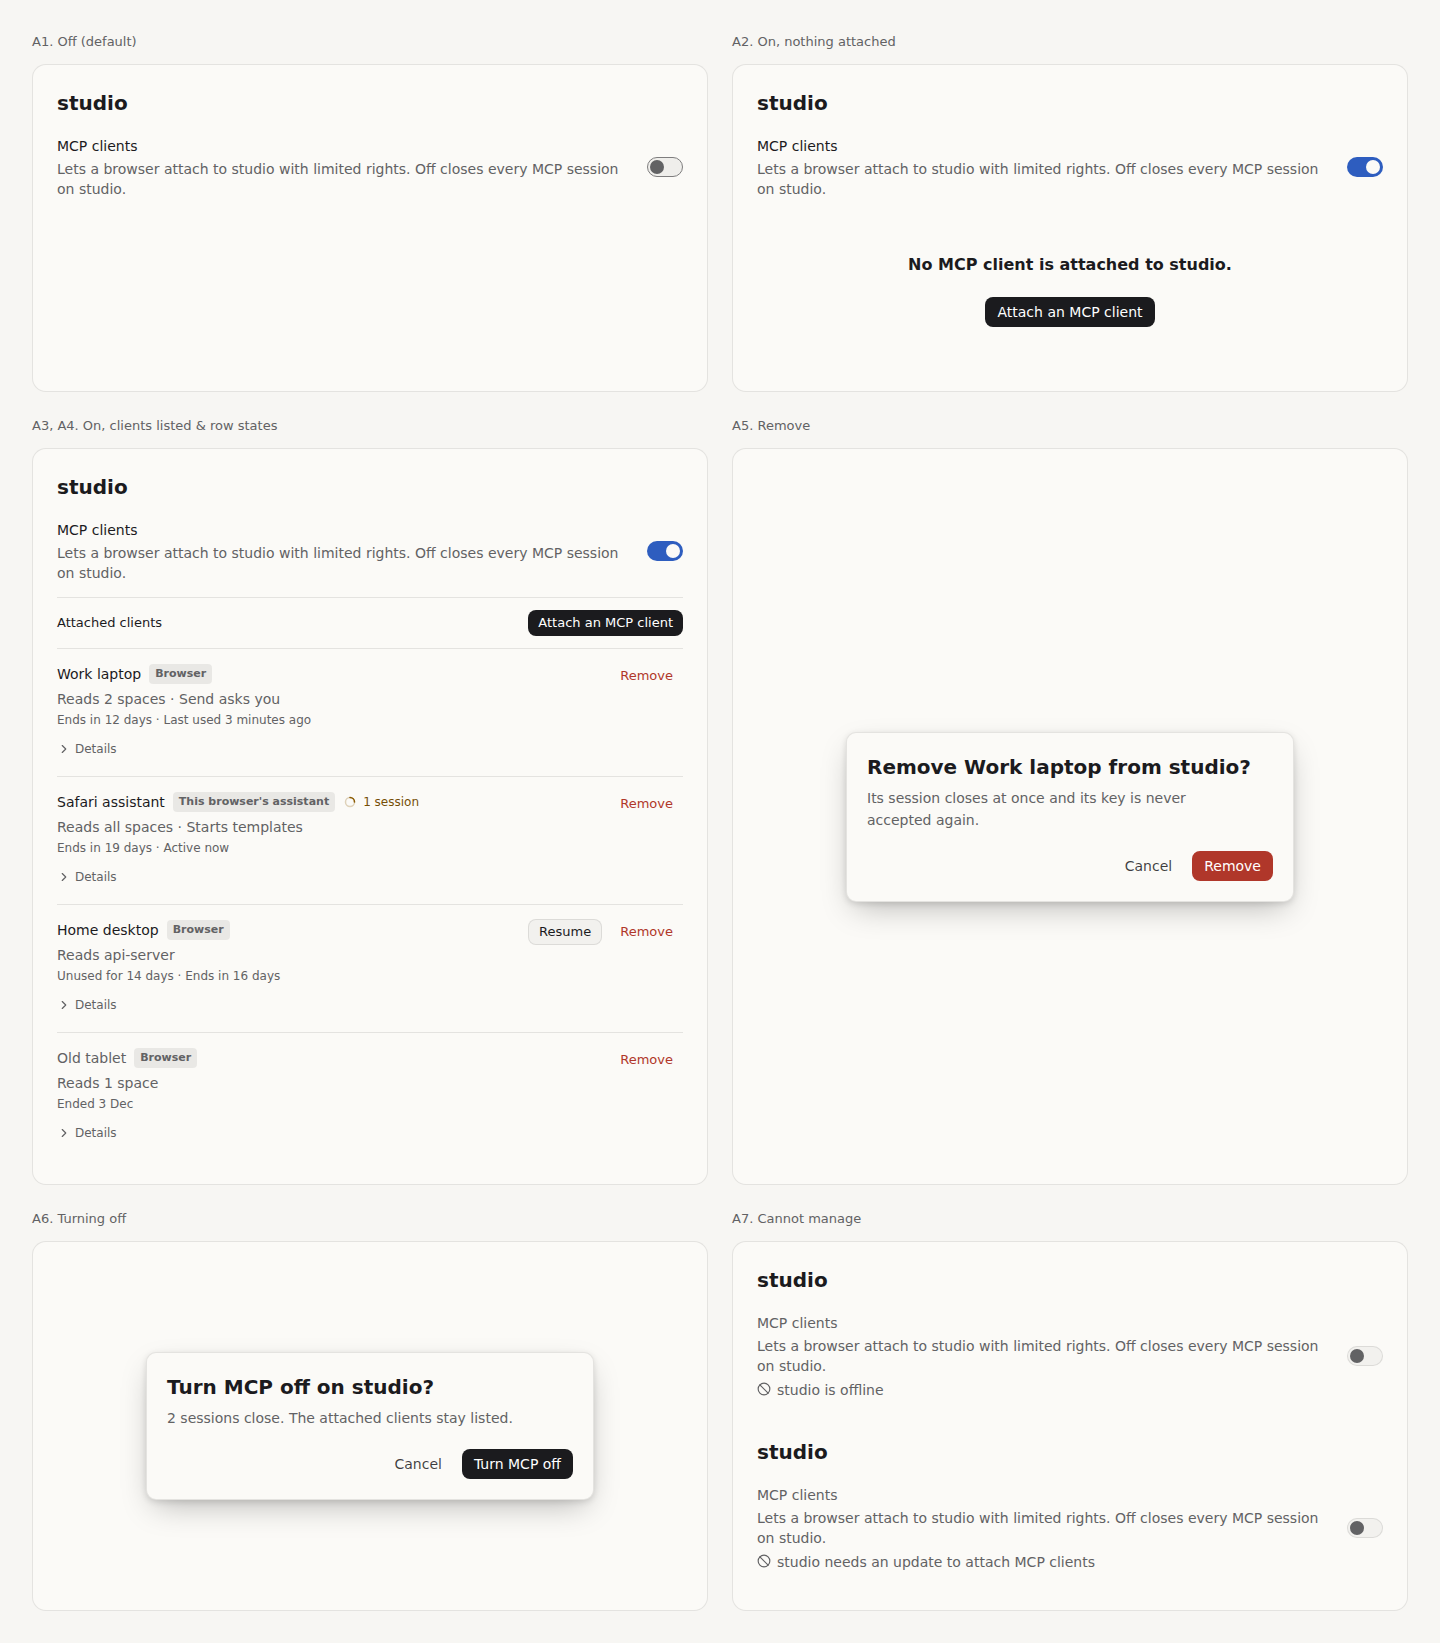 A1. Off (default)
studio
MCP clients
Lets a browser attach to studio with limited rights. Off closes every MCP session
on studio.
A2. On, nothing attached
studio
MCP clients
Lets a browser attach to studio with limited rights. Off closes every MCP session
on studio.
No MCP client is attached to studio.
Attach an MCP client
A3, A4. On, clients listed & row states
studio
MCP clients
Lets a browser attach to studio with limited rights. Off closes every MCP session
on studio.
Attached clients
Attach an MCP client
Work laptop Browser
Remove
Reads 2 spaces · Send asks you
Ends in 12 days · Last used 3 minutes ago
Details
Safari assistant This browser's assistant 1 session
Remove
Reads all spaces · Starts templates
Ends in 19 days · Active now
Details
Home desktop Browser
Resume
Remove
Reads api-server
Unused for 14 days · Ends in 16 days
Details
Old tablet Browser
Remove
Reads 1 space
Ended 3 Dec
Details
A5. Remove
Remove Work laptop from studio?
Its session closes at once and its key is never
accepted again.
Cancel
Remove
A6. Turning off
Turn MCP off on studio?
2 sessions close. The attached clients stay listed.
Cancel
Turn MCP off
A7. Cannot manage
studio
MCP clients
Lets a browser attach to studio with limited rights. Off closes every MCP session
on studio.
studio is offline
studio
MCP clients
Lets a browser attach to studio with limited rights. Off closes every MCP session
on studio.
studio needs an update to attach MCP clients